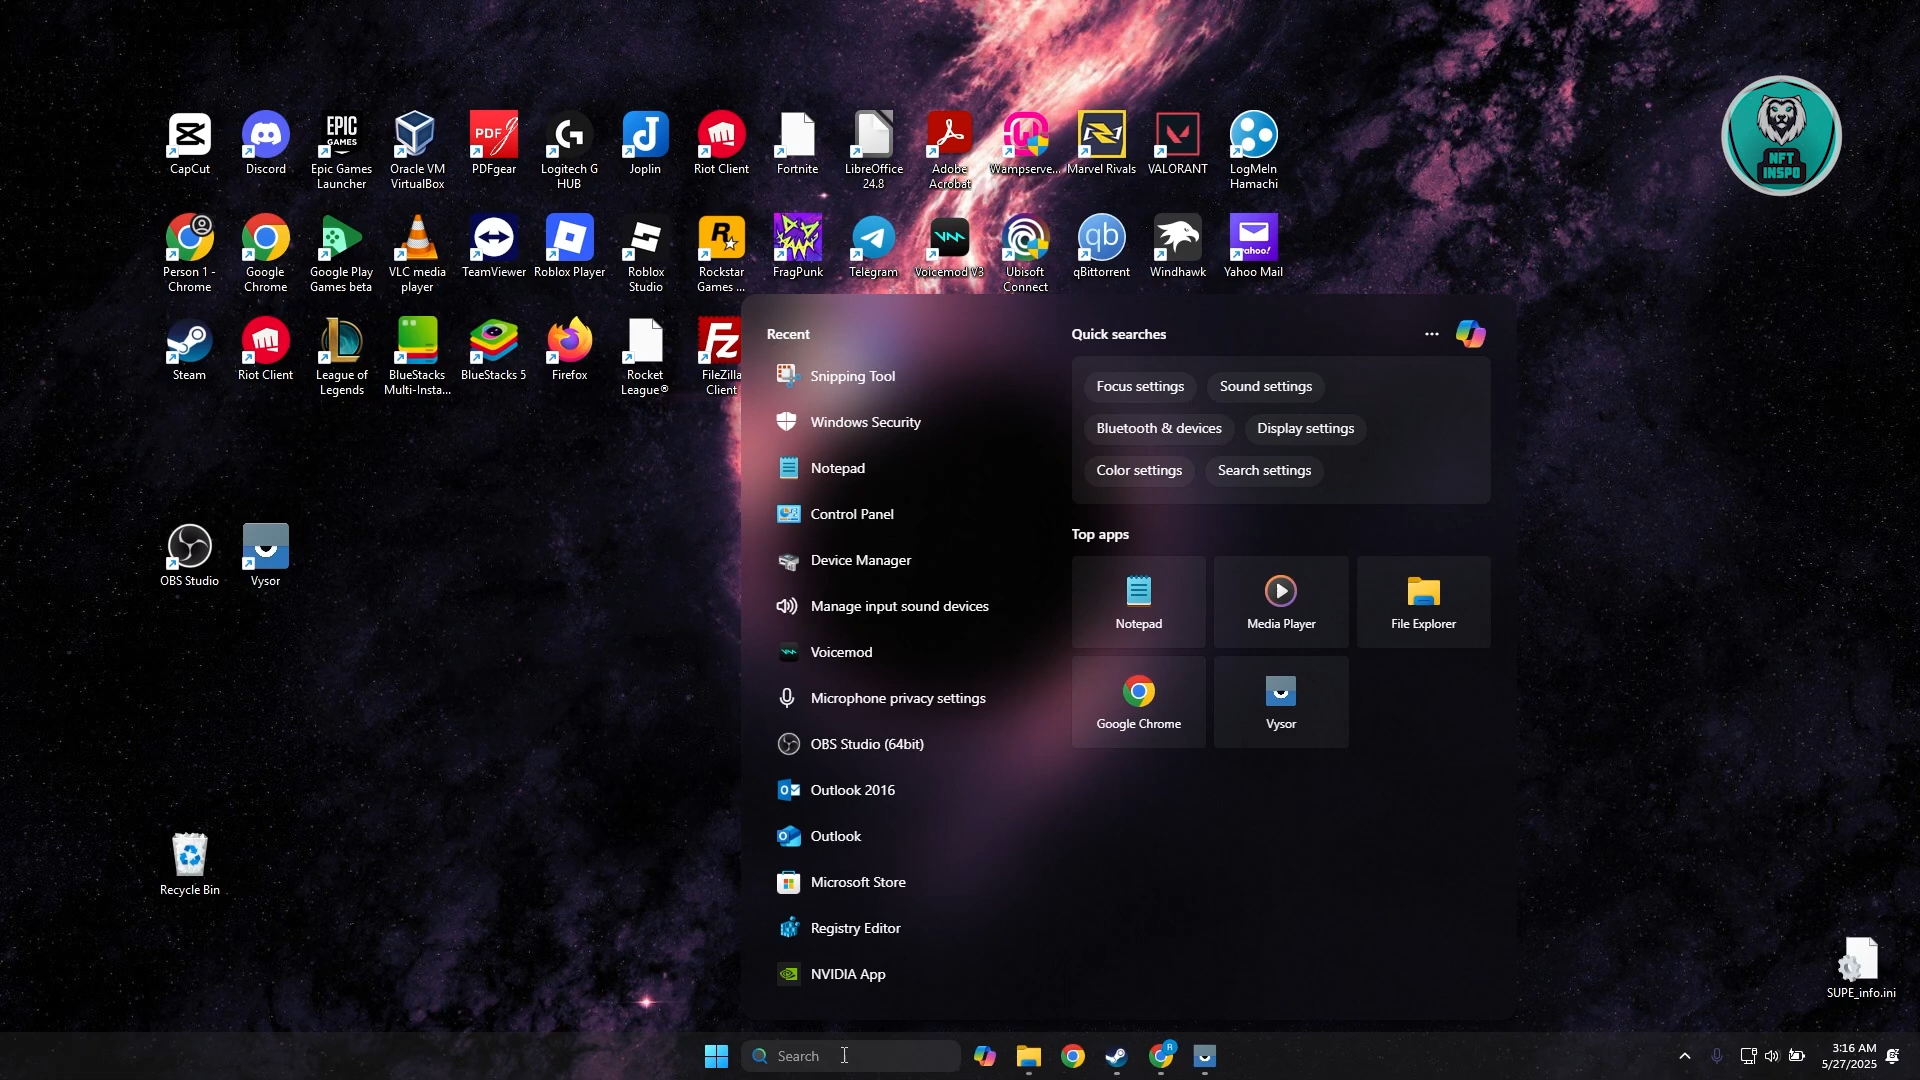 CapCut
Discord
EPIC
GAMES
Epic Games
Launcher
Oracle VM
VirtualBox
PDF
PDFgear
Logitech G
HUB
Joplin
Riot Client
Fortnite
LibreOffice
24.8
Adobe
Acrobat
Wampserve...
Marvel Rivals
VALORANT
LogMeIn
Hamachi
NFT
INSPO
Person 1 -
Chrome
Google
Chrome
Google Play
Games beta
VLC media
player
TeamViewer
Roblox Player
Roblox
Studio
Rockstar
Games ...
FragPunk
Telegram
Voicemod V3
Ubisoft
Connect
qb
qBittorrent
Windhawk
yahoo!
Yahoo Mail
Steam
Riot Client
League of
Legends
BlueStacks
Multi-Insta...
BlueStacks 5
Firefox
Rocket
League®
Fz
FileZilla
Client
OBS Studio
Vysor
Recycle Bin
Recent
Snipping Tool
Windows Security
Notepad
Control Panel
Device Manager
Manage input sound devices
Voicemod
Microphone privacy settings
OBS Studio (64bit)
Outlook 2016
Outlook
Microsoft Store
Registry Editor
NVIDIA App
Quick searches
Focus settings
Sound settings
Bluetooth & devices
Display settings
Color settings
Search settings
Top apps
Notepad
Media Player
File Explorer
Google Chrome
Vysor
SUPE_info.ini
Search
R
3:16 AM
5/27/2025